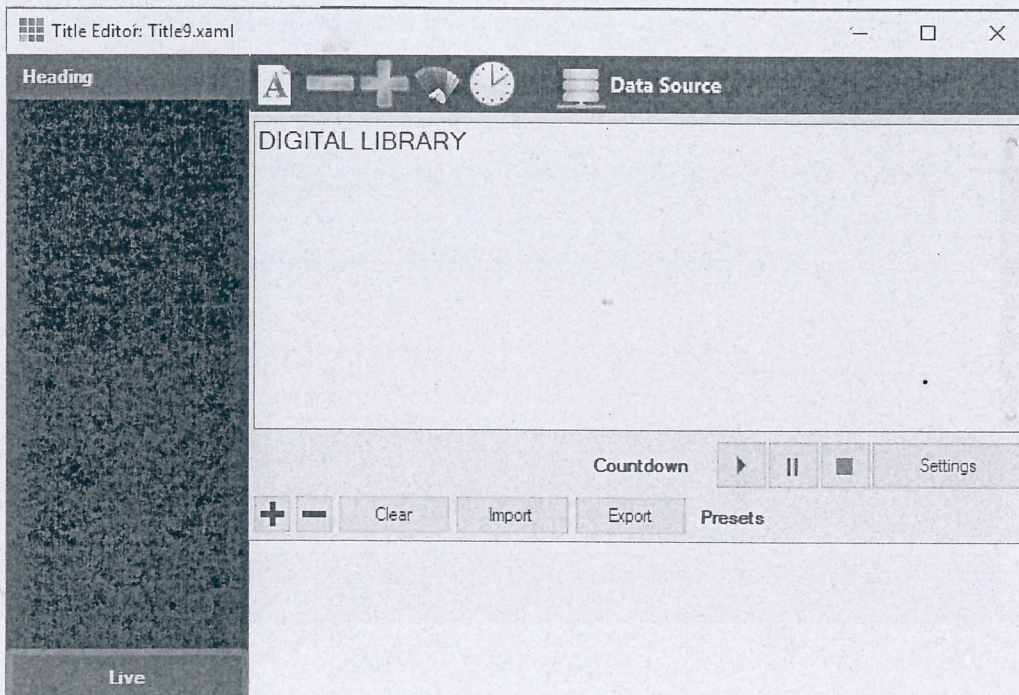 Title Editor: Title9.xaml
Heading
A
Data Source
DIGITAL LIBRARY
Countdown
Settings
Clear
Import
Export
Presets
Live